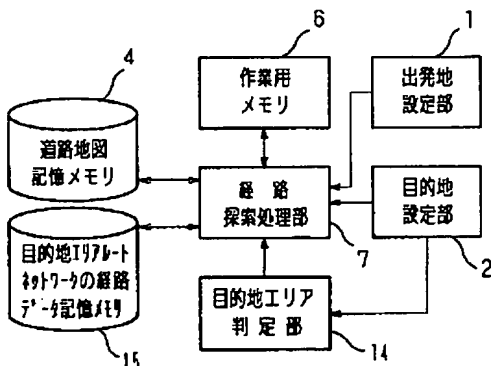 6
1
4
作業用
メモリ
出発地
設定部
道路地図
記憶メモリ
経路
探索処理部
目的地
設定部
7
2
目的地エリアルート
ネットワークの経路
データ記憶メモリ
目的地エリア
判定部
14
15